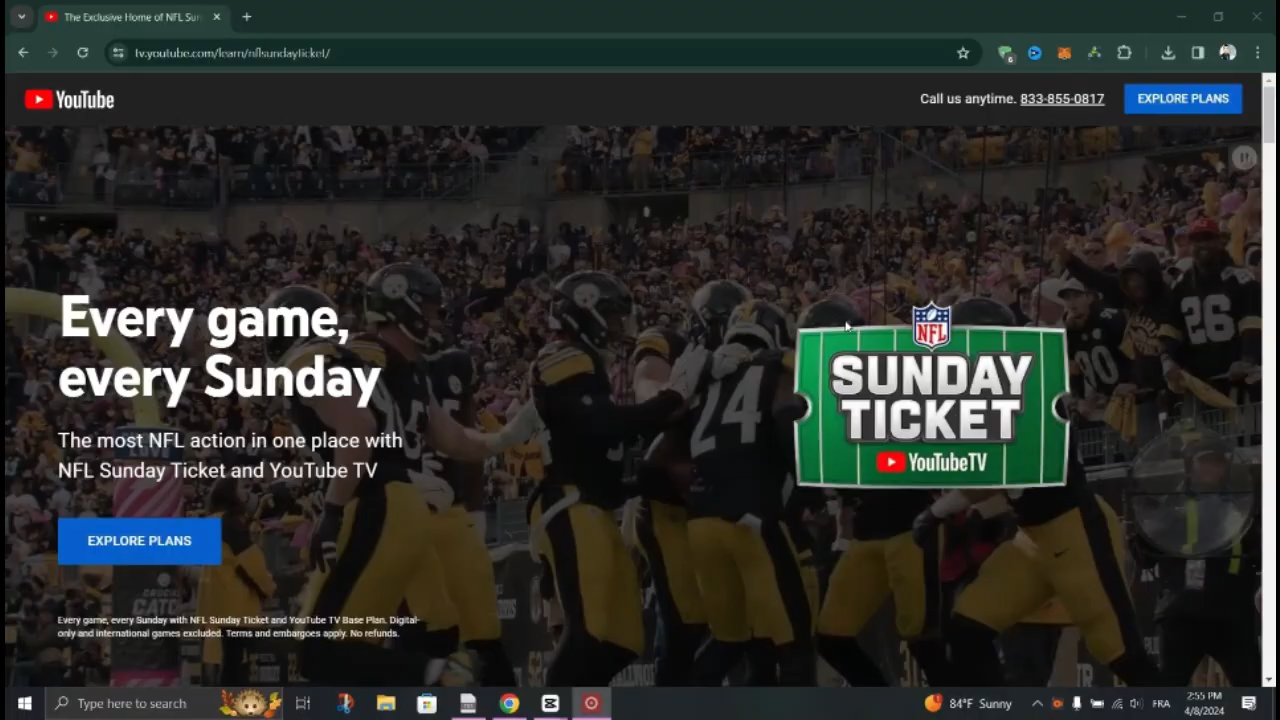 The Exclusive Home of NFL Sun
tv.youtube.com/learn/nflsundayticket/
YouTube
Call us anytime. 833-855-0817
EXPLORE PLANS
Every game,
every Sunday
The most NFL action in one place with
NFL Sunday Ticket and YouTube TV
EXPLORE PLANS
Every game, every Sunday with NFL Sunday Ticket and YouTube TV Base Plan. Digital-
only and international games excluded. Terms and embargoes apply. No refunds.
NFL
SUNDAY
TICKET
YouTubeTV
24
26
90
Type here to search
84°F Sunny
FRA
2:55 PM
4/8/2024